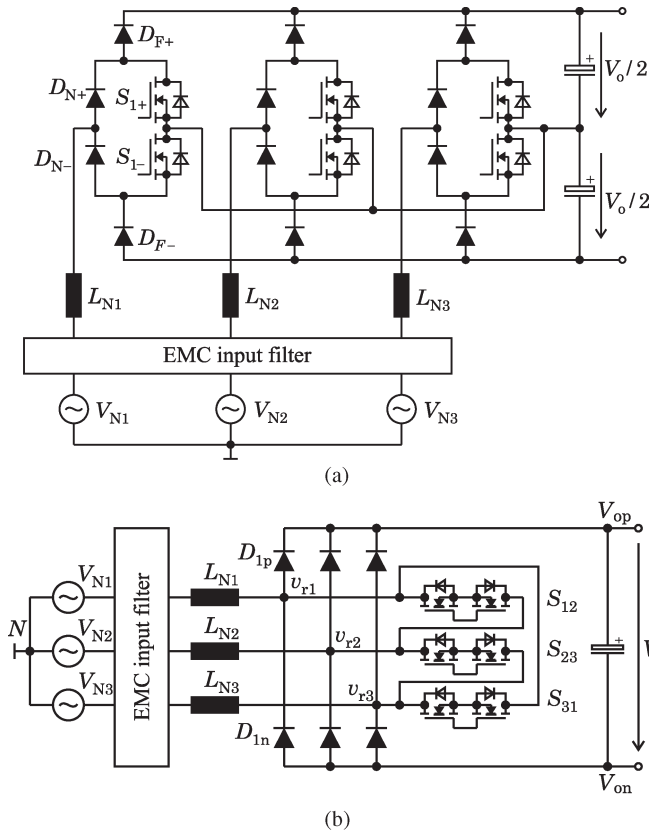 D_F+
D_N+
S_1+
V_o/2
D_N−
S_1−
V_o/2
D_F−
L_N1
L_N2
L_N3
EMC input filter
V_N1
V_N2
V_N3
(a)
V_op
D_1p
V_N1
L_N1
v_r1
S_12
N
V_N2
EMC input filter
L_N2
v_r2
S_23
V
V_N3
L_N3
v_r3
S_31
D_1n
V_on
(b)